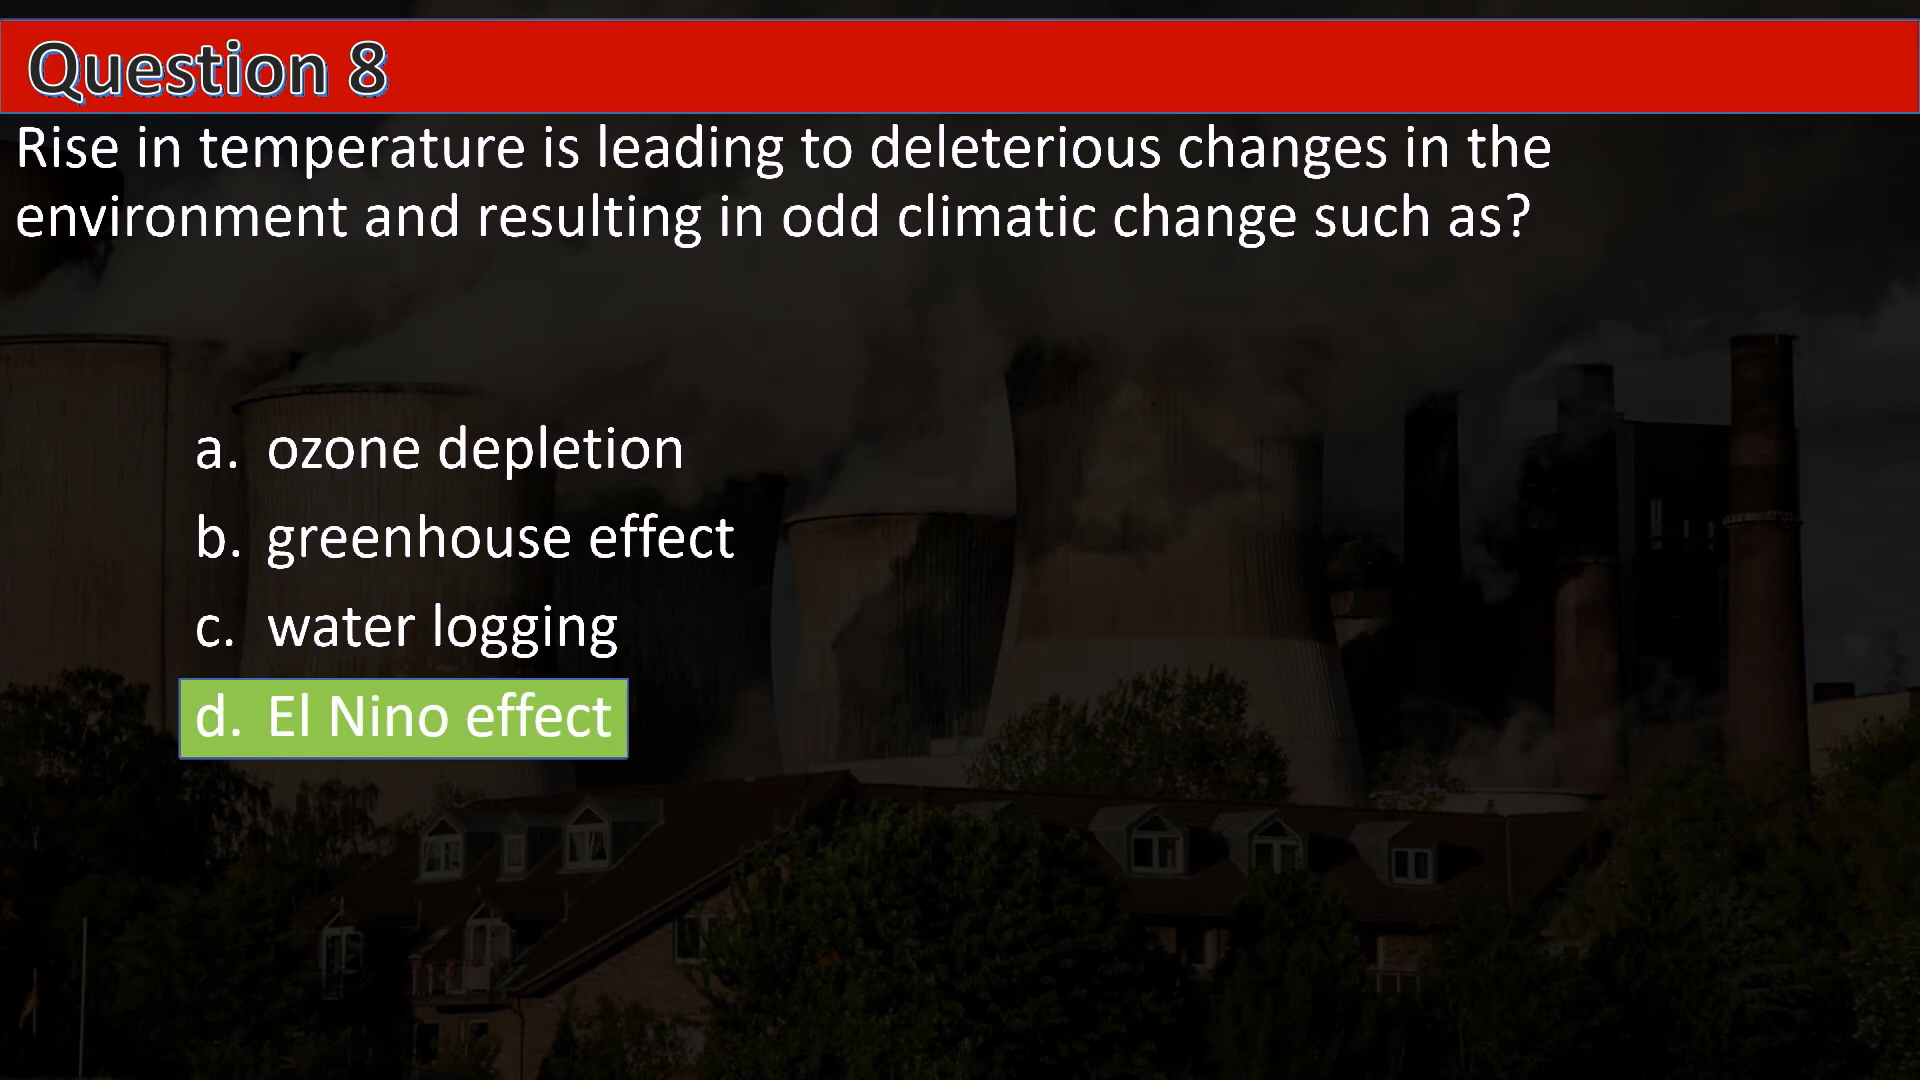 Question 8
Rise in temperature is leading to deleterious changes in the
environment and resulting in odd climatic change such as?
a. ozone depletion
b. greenhouse effect
c. water logging
d. El Nino effect